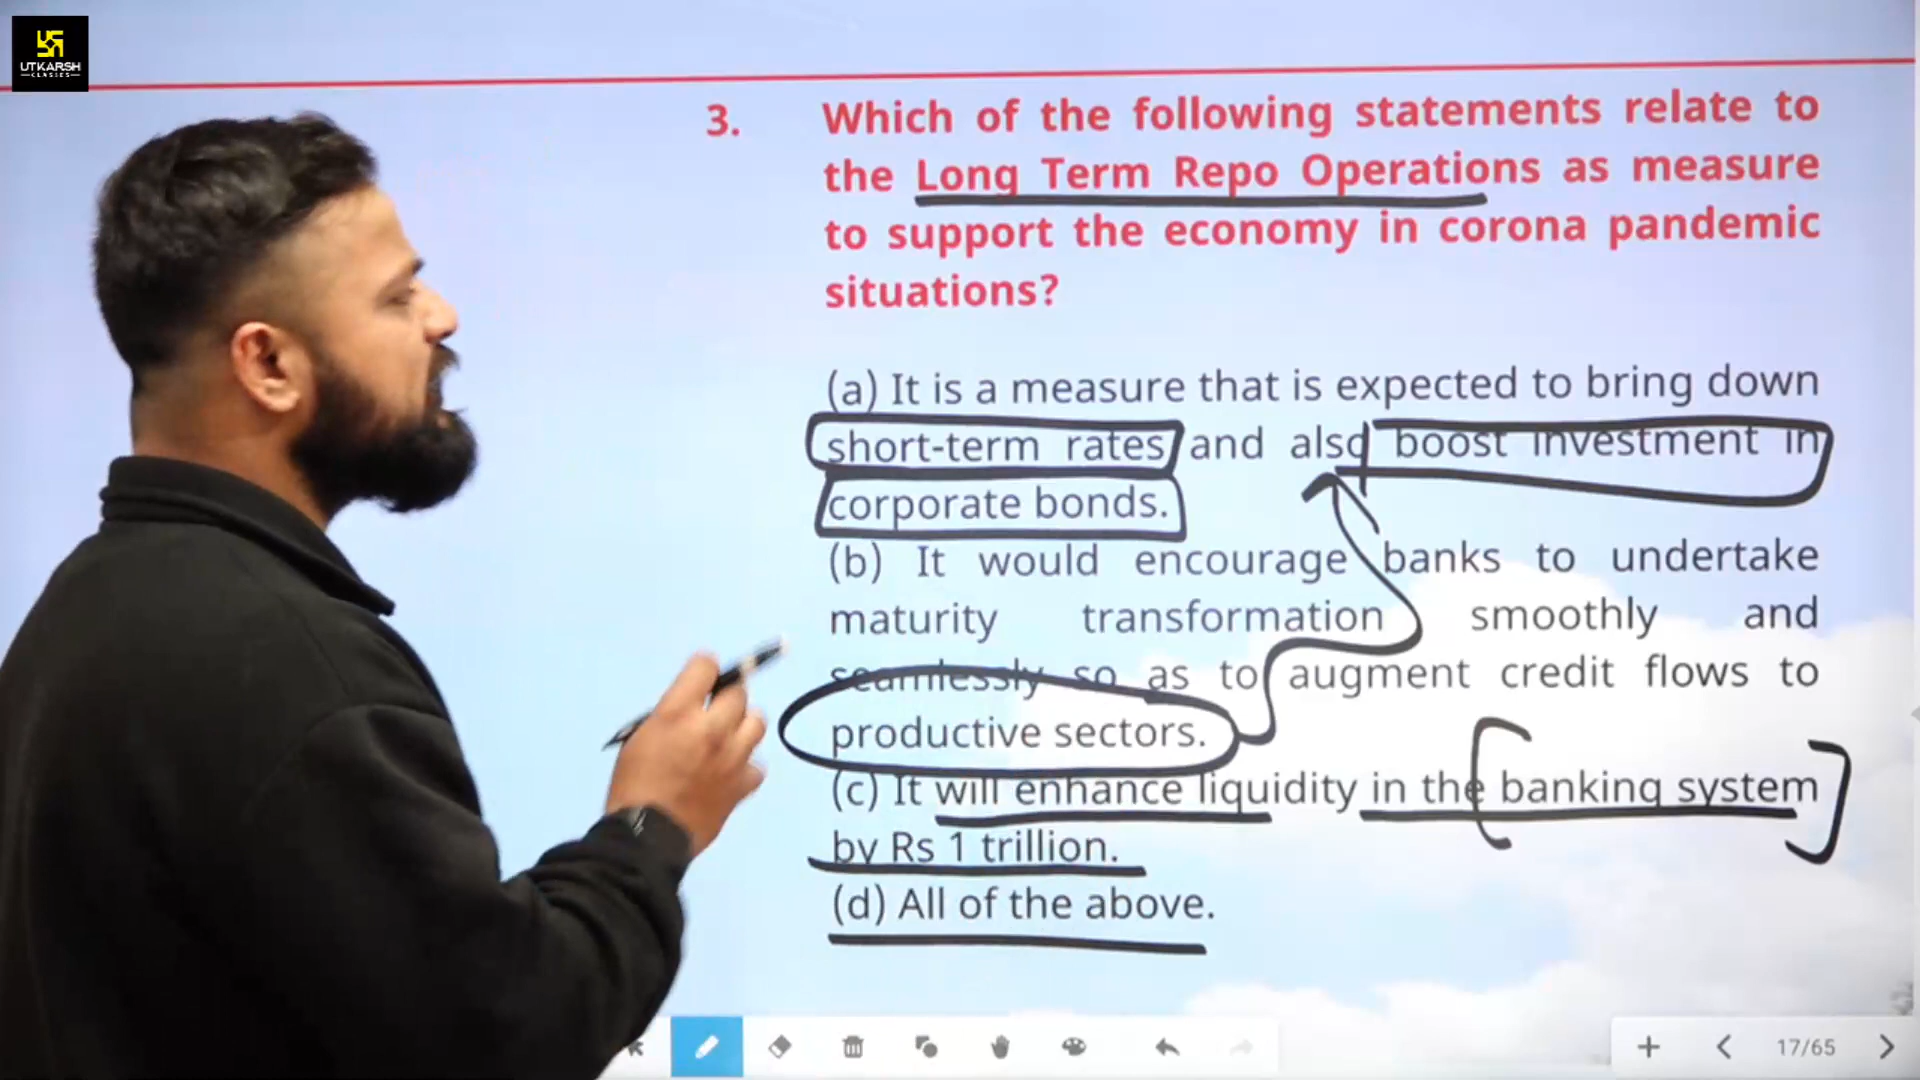 UTKARSH
CLASSES
3. Which of the following statements relate to
the Long Term Repo Operations as measure
to support the economy in corona pandemic
situations?
(a) It is a measure that is expected to bring down
short-term rates and also boost investment in
corporate bonds.
(b) It would encourage banks to undertake
maturity transformation smoothly and
seamlessly so as to augment credit flows to
productive sectors.
(c) It will enhance liquidity in the banking system
by Rs 1 trillion.
(d) All of the above.
17/65